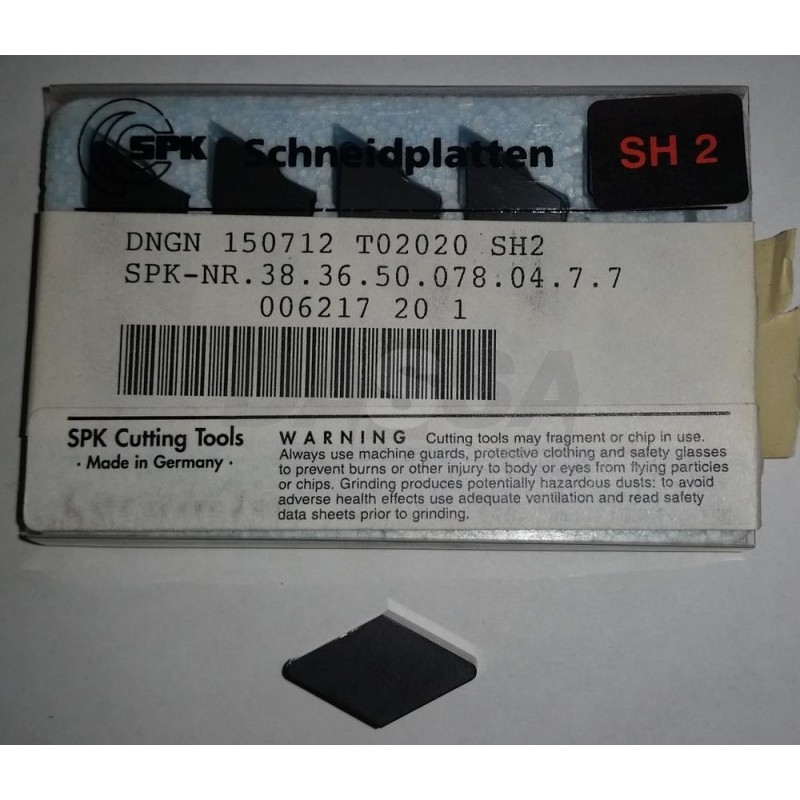 SPK Schneidplatten
SH 2
DNGN 150712 T02020 SH2
SPK-NR.38.36.50.078.04.7.7
006217 20 1
SPK Cutting Tools
· Made in Germany ·
WARNING Cutting tools may fragment or chip in use.
Always use machine guards, protective clothing and safety glasses
to prevent burns or other injury to body or eyes from flying particles
or chips. Grinding produces potentially hazardous dusts: to avoid
adverse health effects use adequate ventilation and read safety
data sheets prior to grinding.